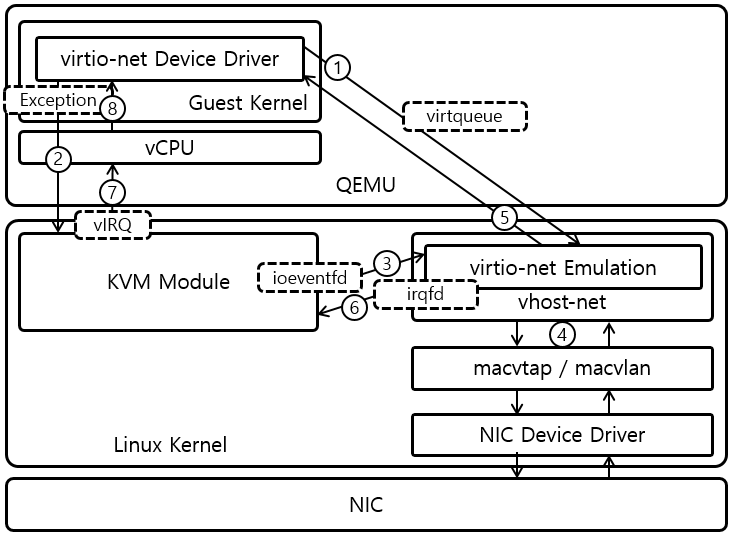 virtio-net Device Driver
1
Exception
8
Guest Kernel
virtqueue
2
vCPU
7
QEMU
vIRQ
5
KVM Module
ioeventfd
3
virtio-net Emulation
6
irqfd
vhost-net
4
macvtap / macvlan
NIC Device Driver
Linux Kernel
NIC